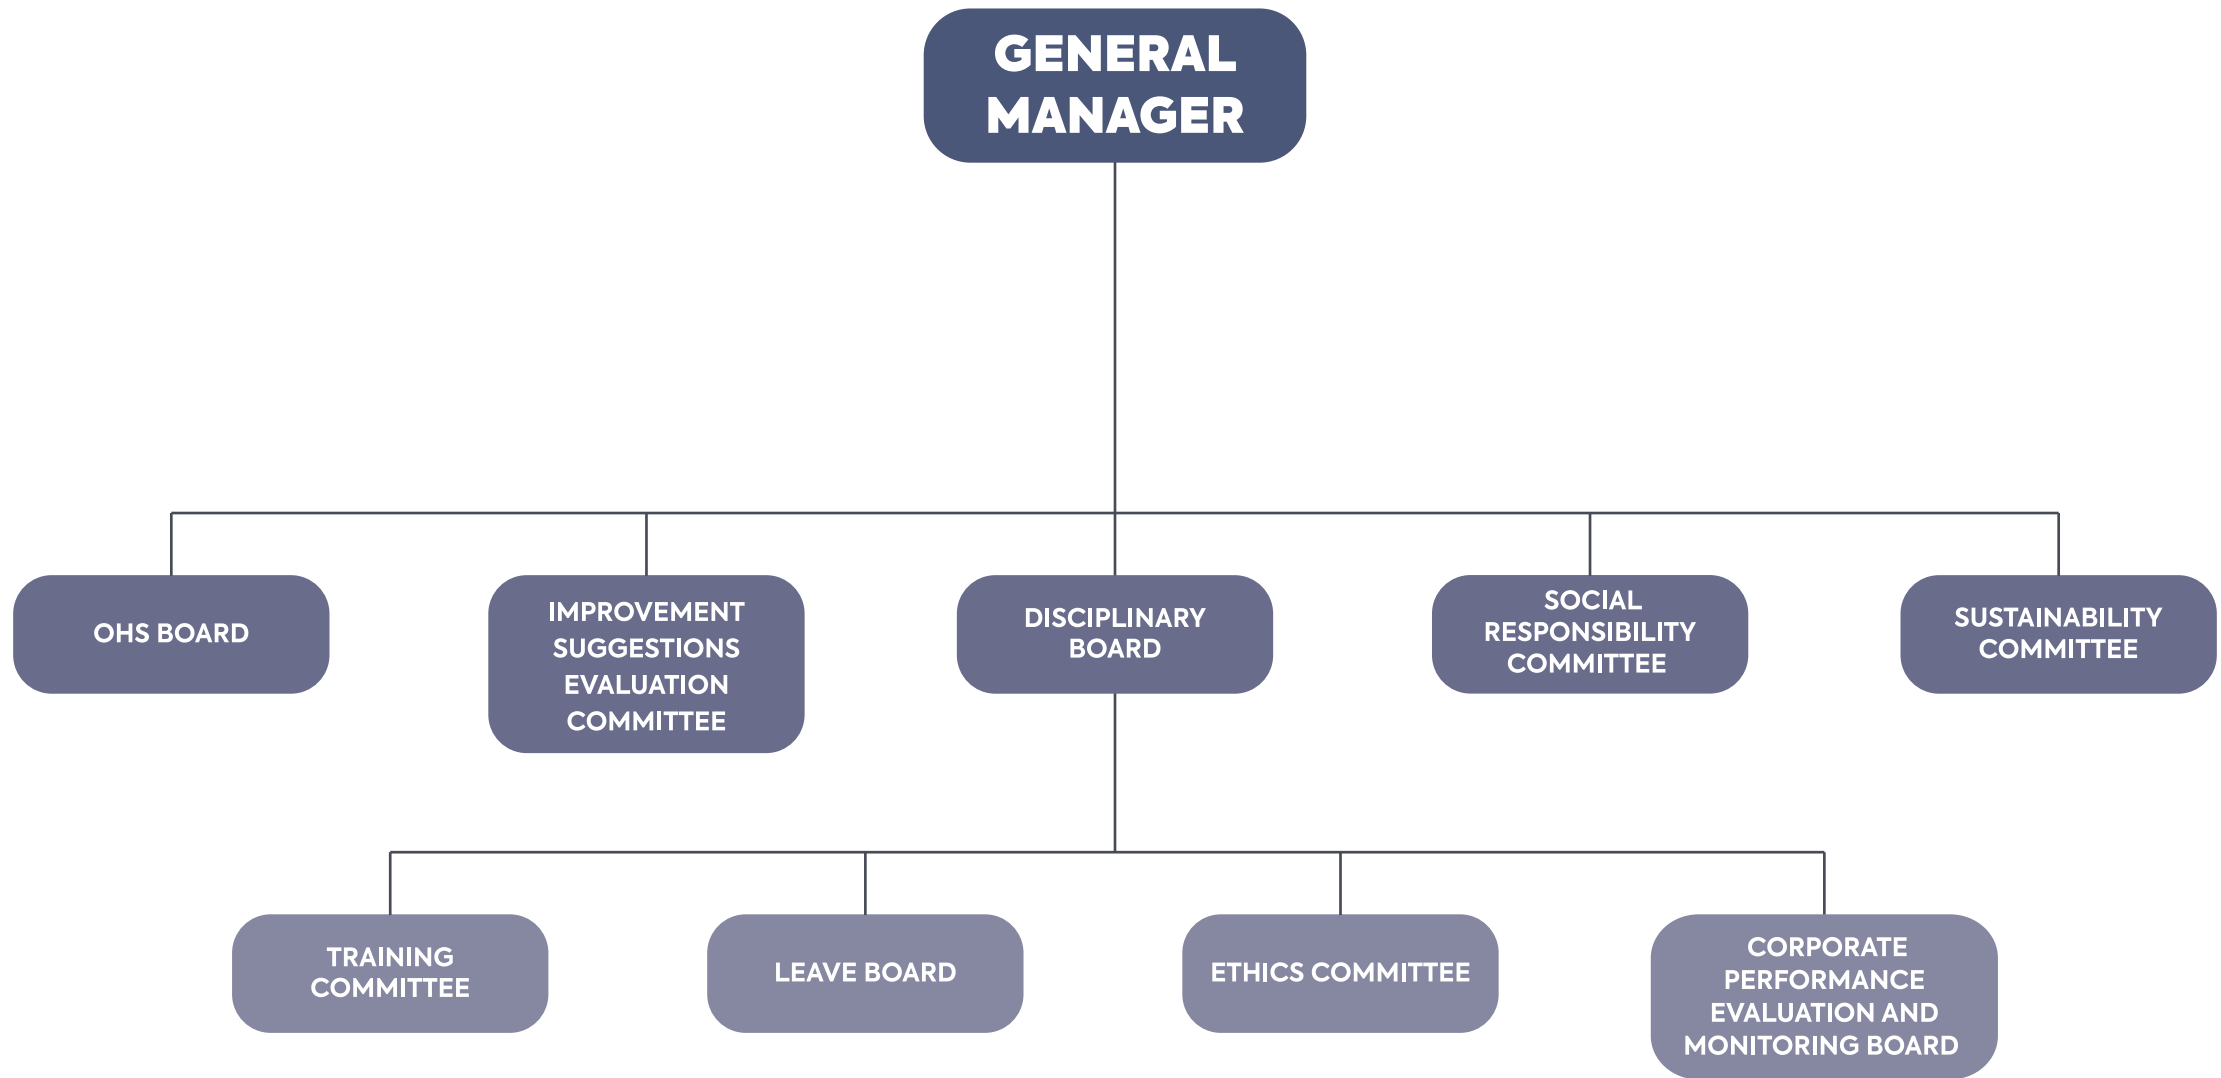 GENERAL
MANAGER
OHS BOARD
IMPROVEMENT
SUGGESTIONS
EVALUATION
COMMITTEE
DISCIPLINARY
BOARD
SOCIAL
RESPONSIBILITY
COMMITTEE
SUSTAINABILITY
COMMITTEE
TRAINING
COMMITTEE
LEAVE BOARD
ETHICS COMMITTEE
CORPORATE
PERFORMANCE
EVALUATION AND
MONITORING BOARD